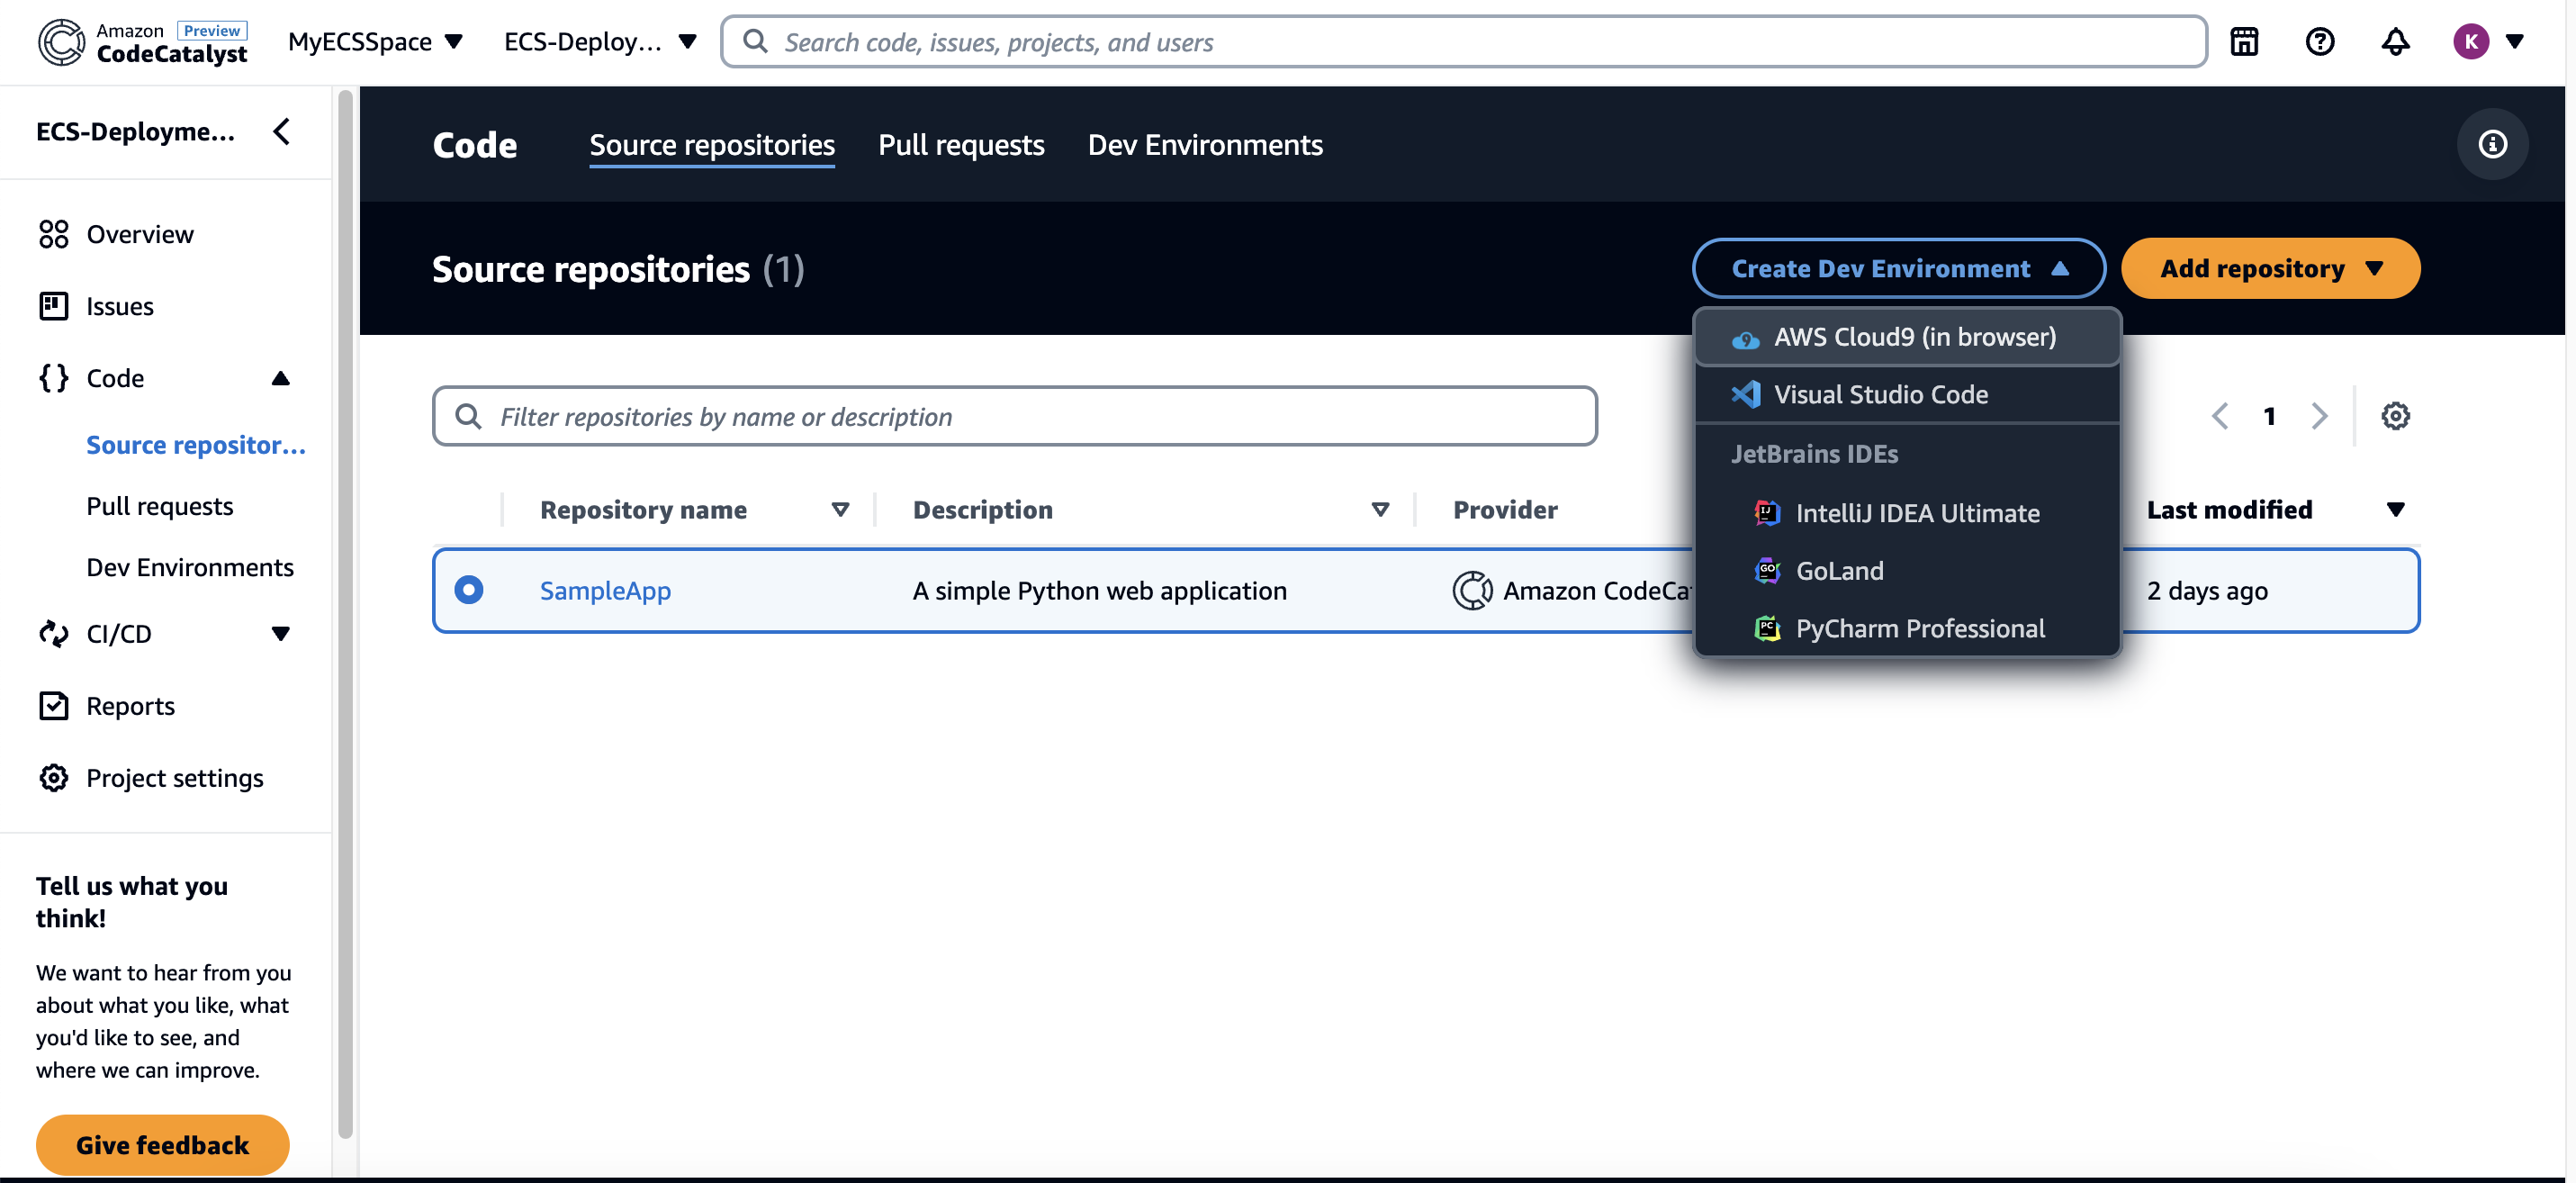 Amazon Preview
CodeCatalyst
MyECSSpace
ECS-Deploy...
Search code, issues, projects, and users
K
ECS-Deployme...
Overview
Issues
Code
Source repositor...
Pull requests
Dev Environments
CI/CD
Reports
Project settings
Tell us what you
think!
We want to hear from you
about what you like, what
you'd like to see, and
where we can improve.
Give feedback
Code
Source repositories
Pull requests
Dev Environments
Source repositories (1)
Create Dev Environment
Add repository
AWS Cloud9 (in browser)
Visual Studio Code
JetBrains IDEs
IntelliJ IDEA Ultimate
GoLand
PyCharm Professional
Filter repositories by name or description
1
Repository name
Description
Provider
Last modified
SampleApp
A simple Python web application
Amazon CodeCat
2 days ago